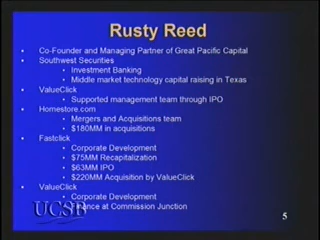 Rusty Reed
• Co-Founder and Managing Partner of Great Pacific Capital
• Southwest Securities
• Investment Banking
• Middle market technology capital raising in Texas
• ValueClick
• Supported management team through IPO
• Homestore.com
• Mergers and Acquisitions team
• $180MM in acquisitions
• Fastclick
• Corporate Development
• $75MM Recapitalization
• $63MM IPO
• $220MM Acquisition by ValueClick
• ValueClick
• Corporate Development
• Finance at Commission Junction
UCSB
5